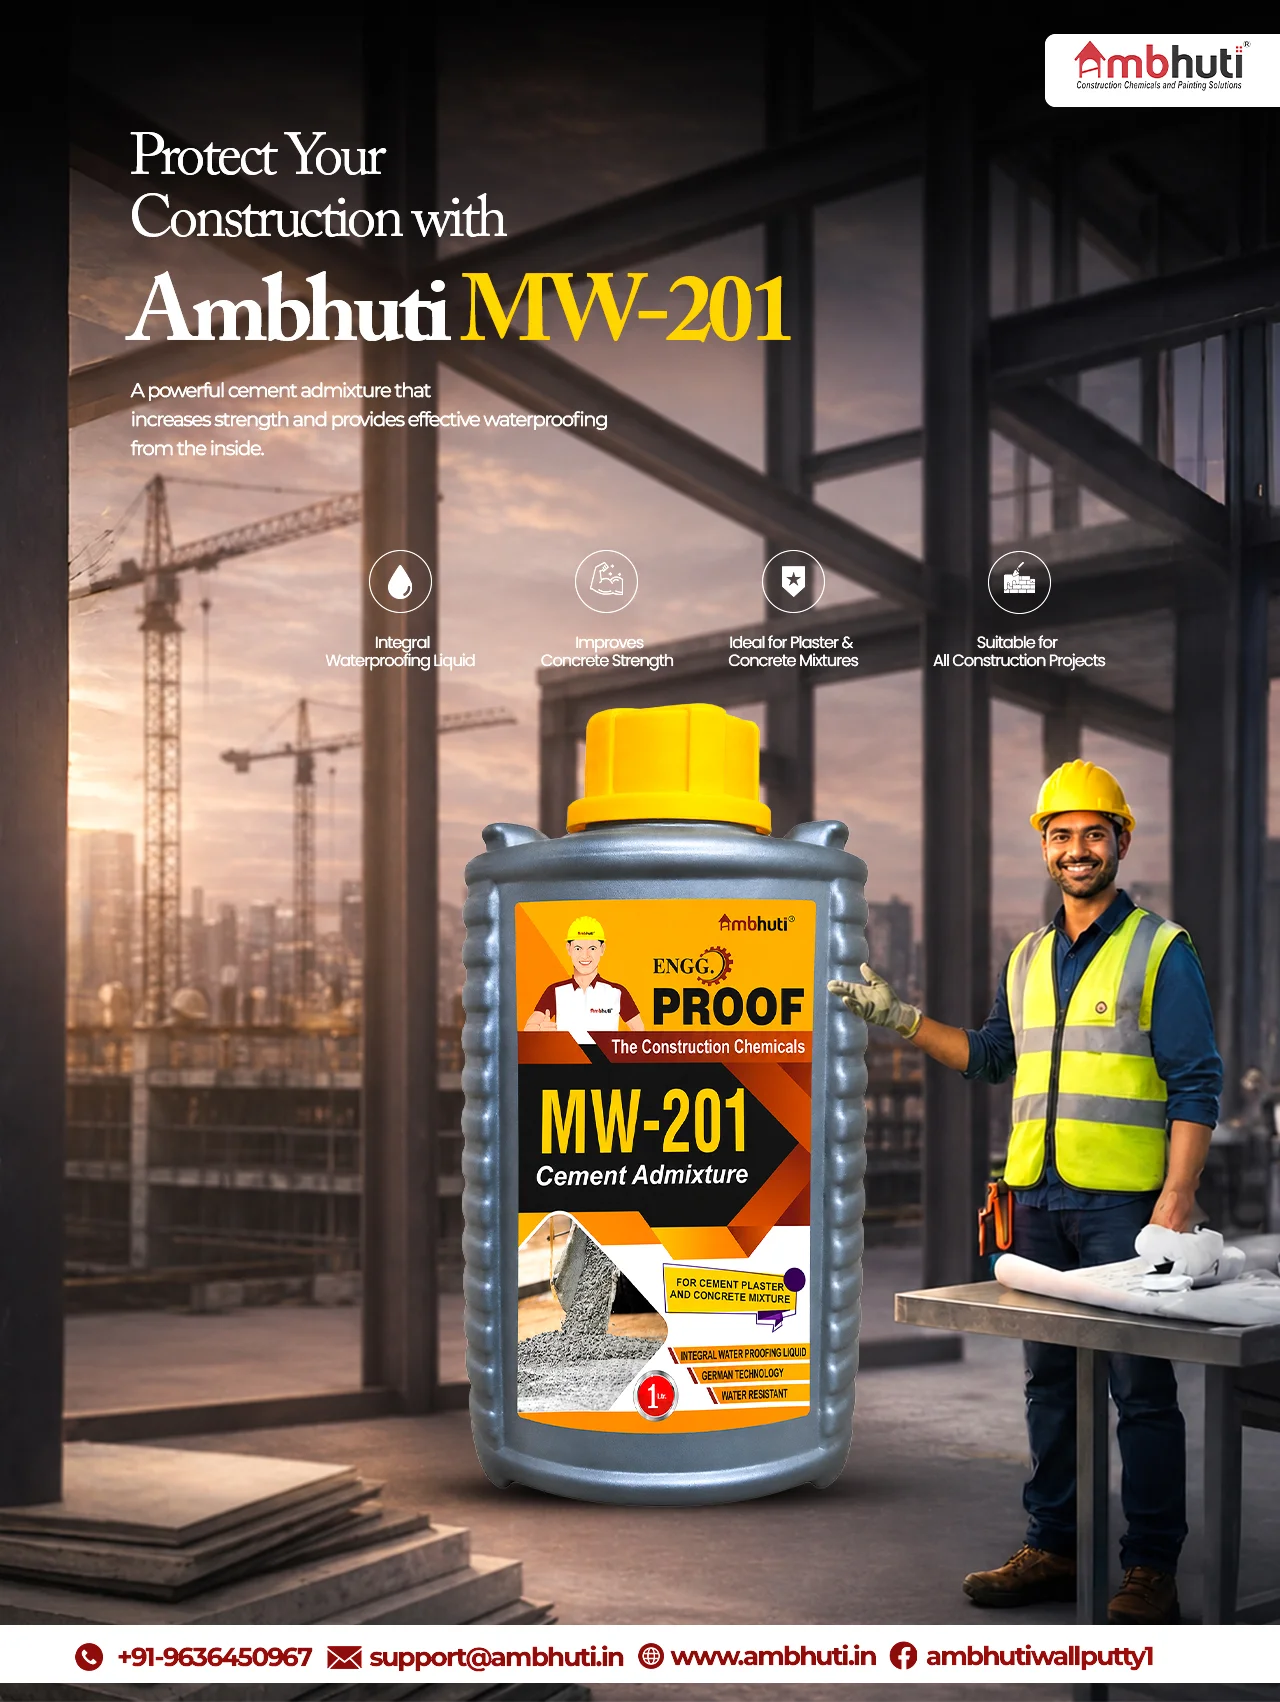 Ambhuti®
Construction Chemicals and Painting Solutions
Protect Your
Construction with
Ambhuti MW-201
A powerful cement admixture that
increases strength and provides effective waterproofing
from the inside.
Integral
Waterproofing Liquid
Improves
Concrete Strength
Ideal for Plaster &
Concrete Mixtures
Suitable for
All Construction Projects
Ambhuti®
ENGG.
PROOF
Ambhuti
Ambhuti
The Construction Chemicals
MW-201
Cement Admixture
FOR CEMENT PLASTER
AND CONCRETE MIXTURE
INTEGRAL WATER PROOFING LIQUID
GERMAN TECHNOLOGY
WATER RESISTANT
1 Ltr.
+91-9636450967 support@ambhuti.in www.ambhuti.in ambhutiwallputty1